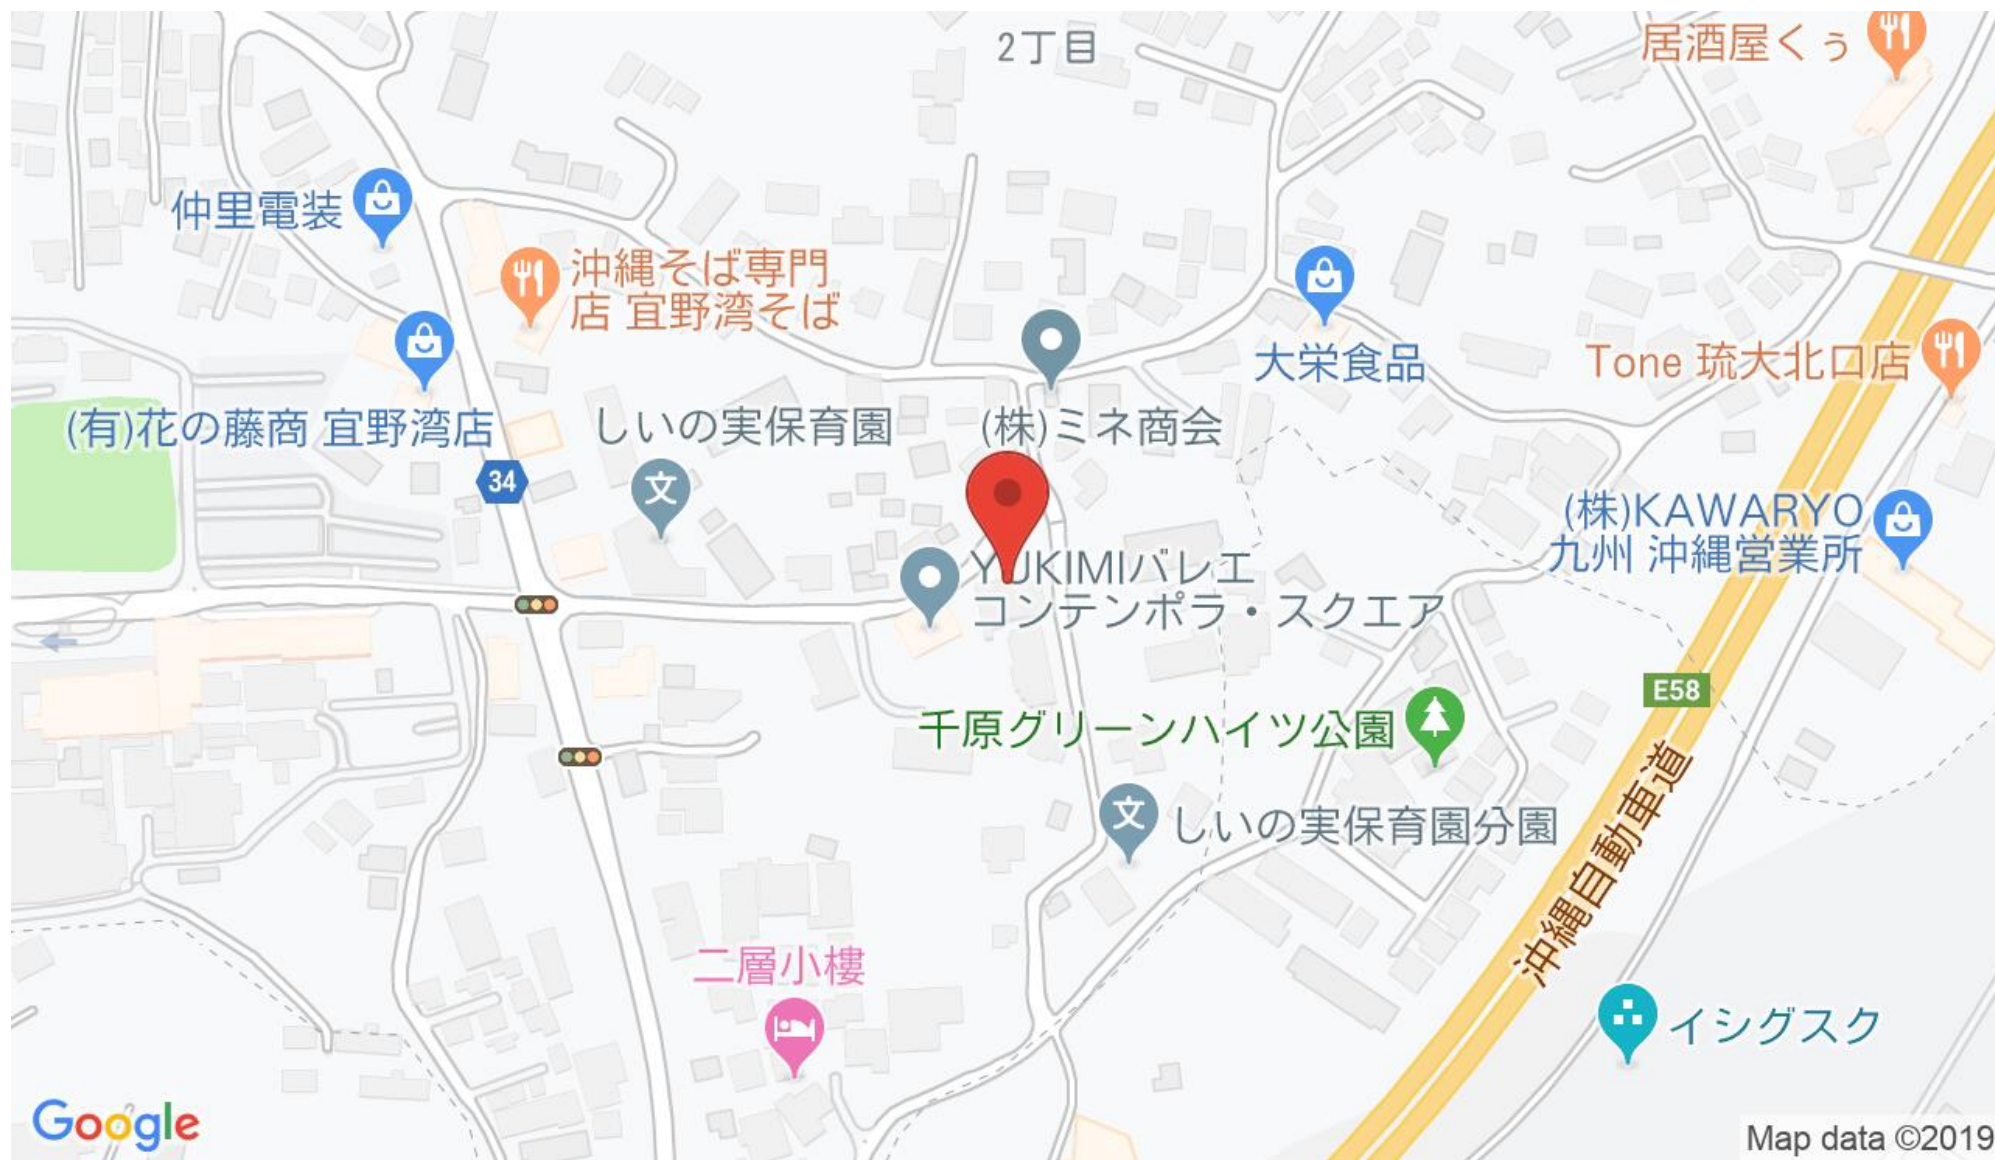 2丁目
居酒屋くぅ
仲里電装
沖縄そば専門
店 宜野湾そば
大栄食品
Tone 琉大北口店
(有)花の藤商 宜野湾店
しいの実保育園
(株)ミネ商会
34
文
(株)KAWARYO
九州 沖縄営業所
YUKIMIバレエ
コンテンポラ・スクエア
E58
千原グリーンハイツ公園
沖縄自動車道
文
しいの実保育園分園
二層小樓
イシグスク
Google
Map data ©2019